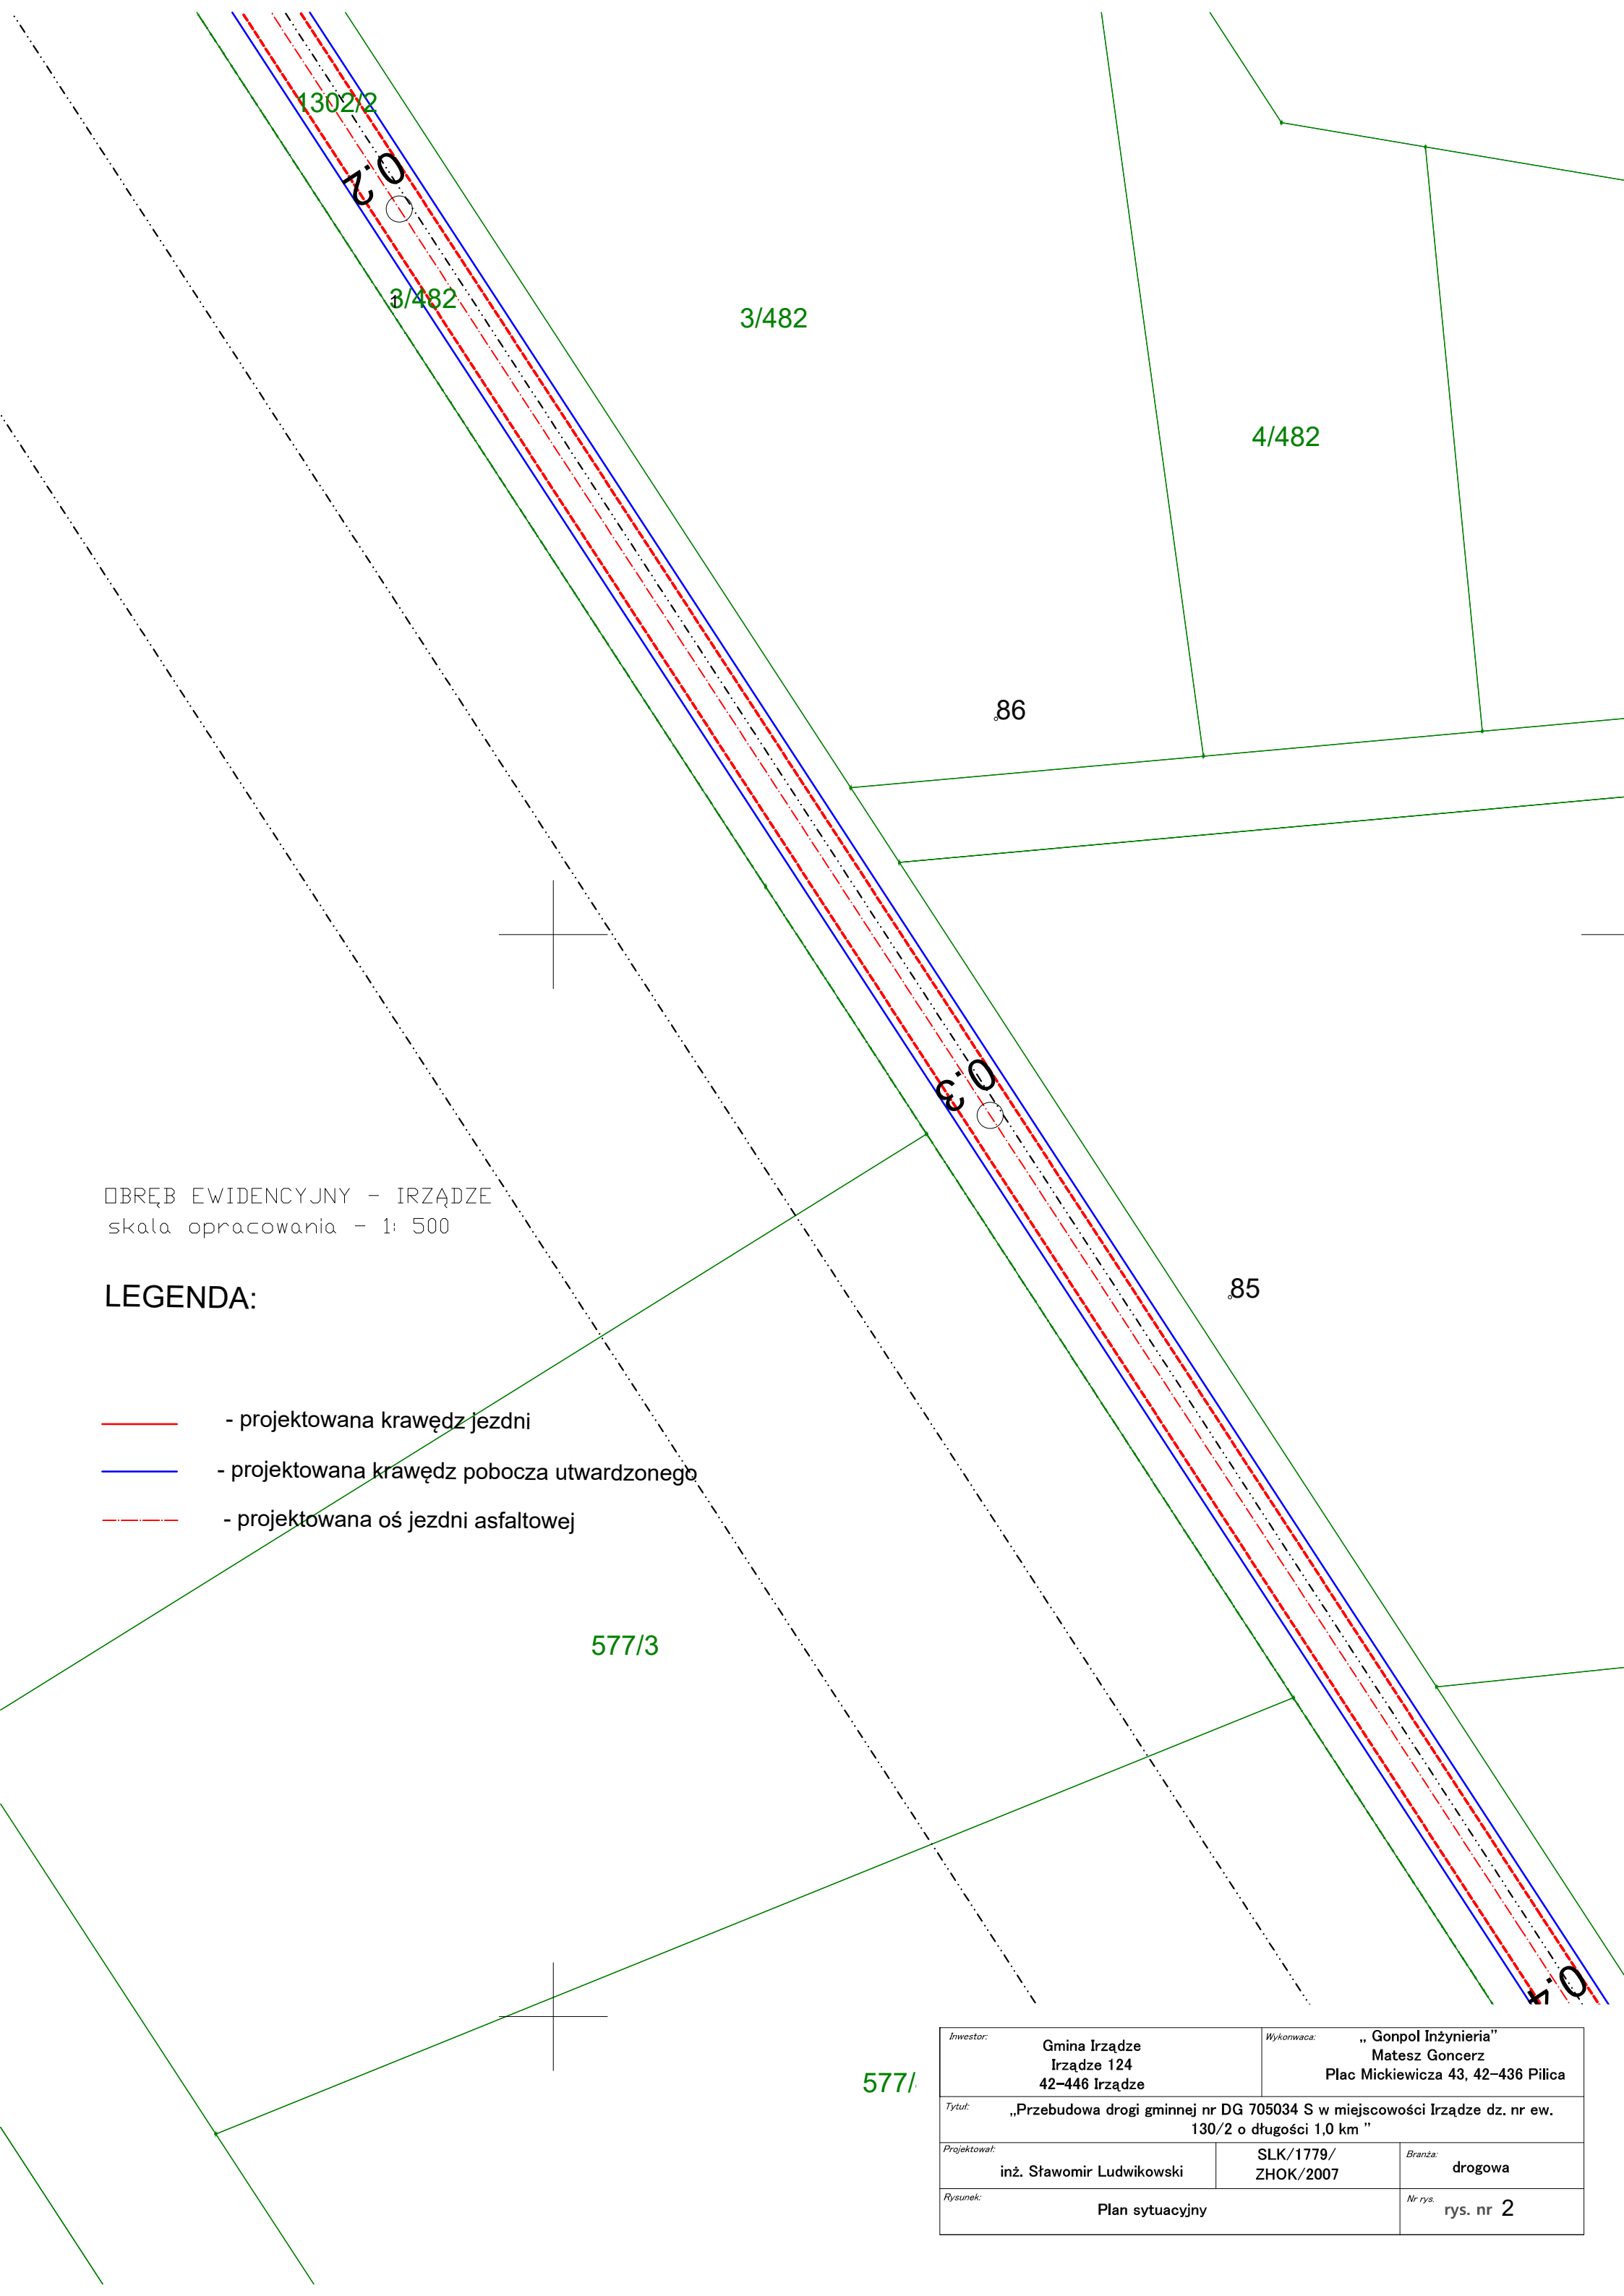 1302/2
0.2
3/482
1
3/482
4/482
86
0.3
OBRĘB EWIDENCYJNY - IRZĄDZE
skala opracowania - 1: 500
LEGENDA:
85
- projektowana krawędz jezdni
- projektowana krawędz pobocza utwardzonego
- projektowana oś jezdni asfaltowej
577/3
0.4
577/
Inwestor:
Gmina Irządze
Irządze 124
42-446 Irządze
Wykonwaca:
„ Gonpol Inżynieria”
Matesz Goncerz
Plac Mickiewicza 43, 42-436 Pilica
Tytuł:
„Przebudowa drogi gminnej nr DG 705034 S w miejscowości Irządze dz. nr ew.
130/2 o długości 1,0 km ”
Projektował:
inż. Sławomir Ludwikowski
SLK/1779/
ZHOK/2007
Branża:
drogowa
Rysunek:
Plan sytuacyjny
Nr rys.
rys. nr 2